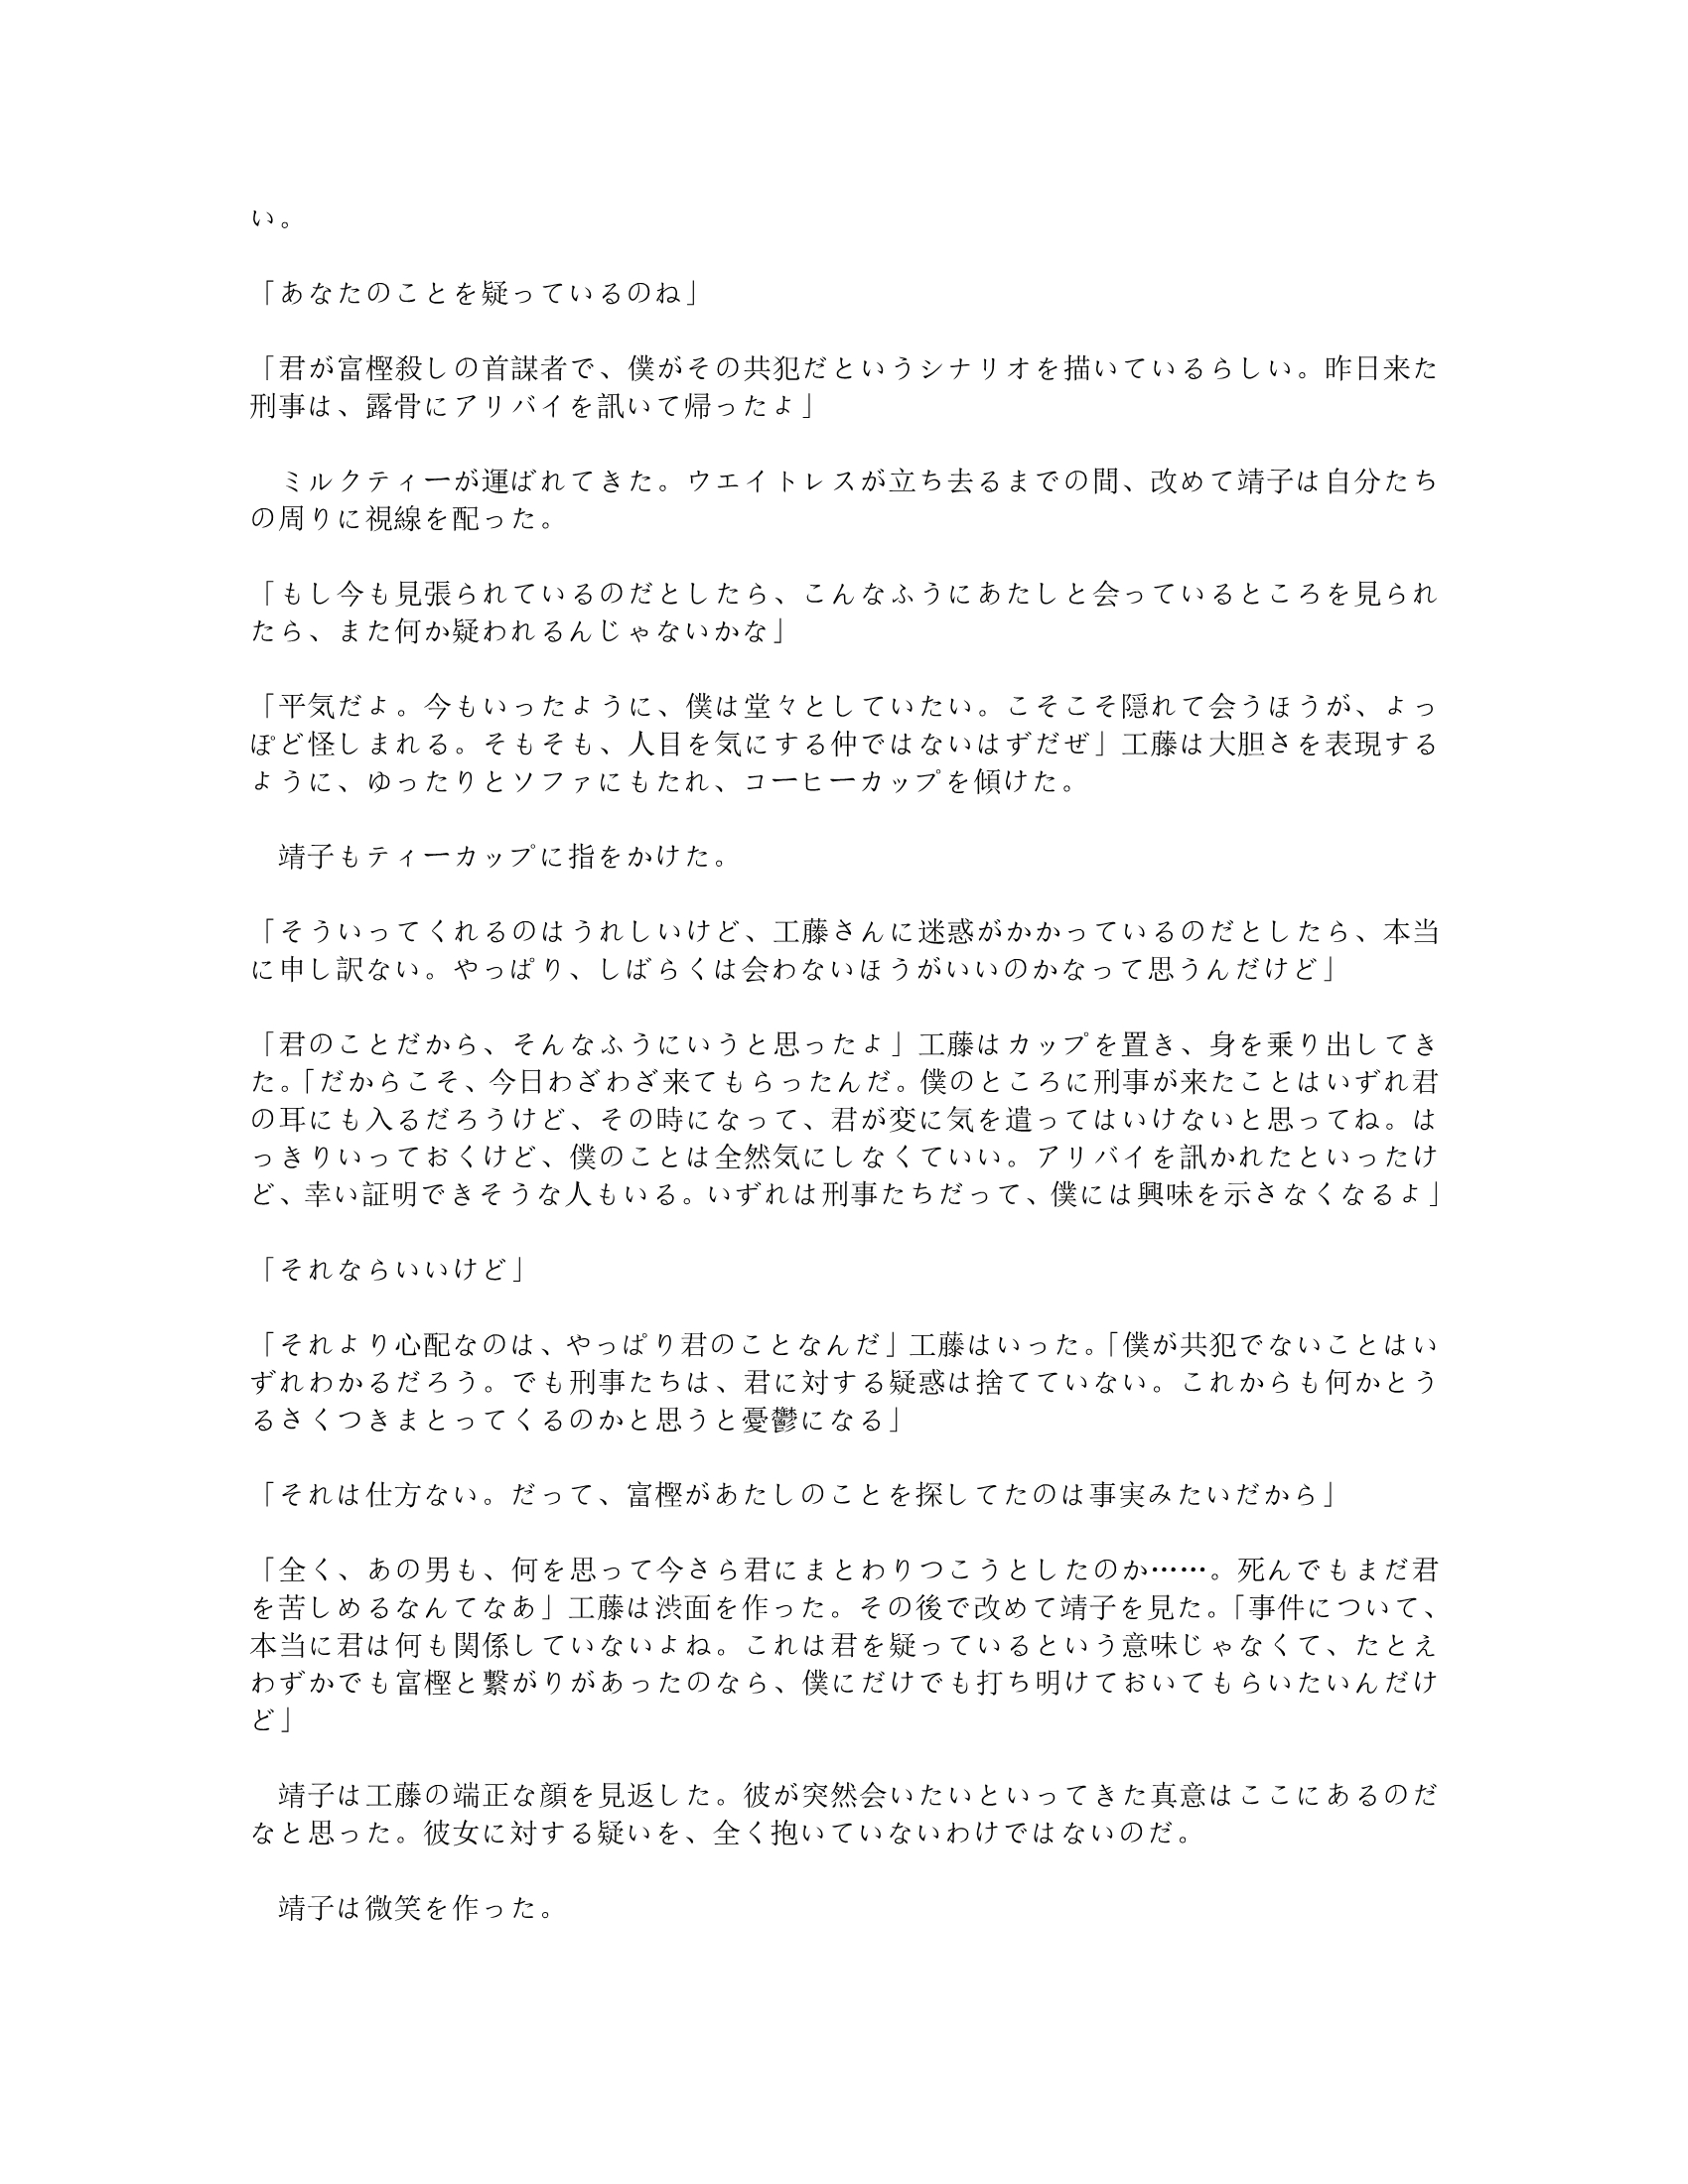 い。
「あなたのことを疑っているのね」
「君が富樫殺しの首謀者で、僕がその共犯だというシナリオを描いているらしい。昨日来た
刑事は、露骨にアリバイを訊いて帰ったよ」
　ミルクティーが運ばれてきた。ウエイトレスが立ち去るまでの間、改めて靖子は自分たち
の周りに視線を配った。
「もし今も見張られているのだとしたら、こんなふうにあたしと会っているところを見られ
たら、また何か疑われるんじゃないかな」
「平気だよ。今もいったように、僕は堂々としていたい。こそこそ隠れて会うほうが、よっ
ぽど怪しまれる。そもそも、人目を気にする仲ではないはずだぜ」工藤は大胆さを表現する
ように、ゆったりとソファにもたれ、コーヒーカップを傾けた。
　靖子もティーカップに指をかけた。
「そういってくれるのはうれしいけど、工藤さんに迷惑がかかっているのだとしたら、本当
に申し訳ない。やっぱり、しばらくは会わないほうがいいのかなって思うんだけど」
「君のことだから、そんなふうにいうと思ったよ」工藤はカップを置き、身を乗り出してき
た。「だからこそ、今日わざわざ来てもらったんだ。僕のところに刑事が来たことはいずれ君
の耳にも入るだろうけど、その時になって、君が変に気を遣ってはいけないと思ってね。は
っきりいっておくけど、僕のことは全然気にしなくていい。アリバイを訊かれたといったけ
ど、幸い証明できそうな人もいる。いずれは刑事たちだって、僕には興味を示さなくなるよ」
「それならいいけど」
「それより心配なのは、やっぱり君のことなんだ」工藤はいった。「僕が共犯でないことはい
ずれわかるだろう。でも刑事たちは、君に対する疑惑は捨てていない。これからも何かとう
るさくつきまとってくるのかと思うと憂鬱になる」
「それは仕方ない。だって、富樫があたしのことを探してたのは事実みたいだから」
「全く、あの男も、何を思って今さら君にまとわりつこうとしたのか……。死んでもまだ君
を苦しめるなんてなあ」工藤は渋面を作った。その後で改めて靖子を見た。「事件について、
本当に君は何も関係していないよね。これは君を疑っているという意味じゃなくて、たとえ
わずかでも富樫と繋がりがあったのなら、僕にだけでも打ち明けておいてもらいたいんだけ
ど」
　靖子は工藤の端正な顔を見返した。彼が突然会いたいといってきた真意はここにあるのだ
なと思った。彼女に対する疑いを、全く抱いていないわけではないのだ。
　靖子は微笑を作った。